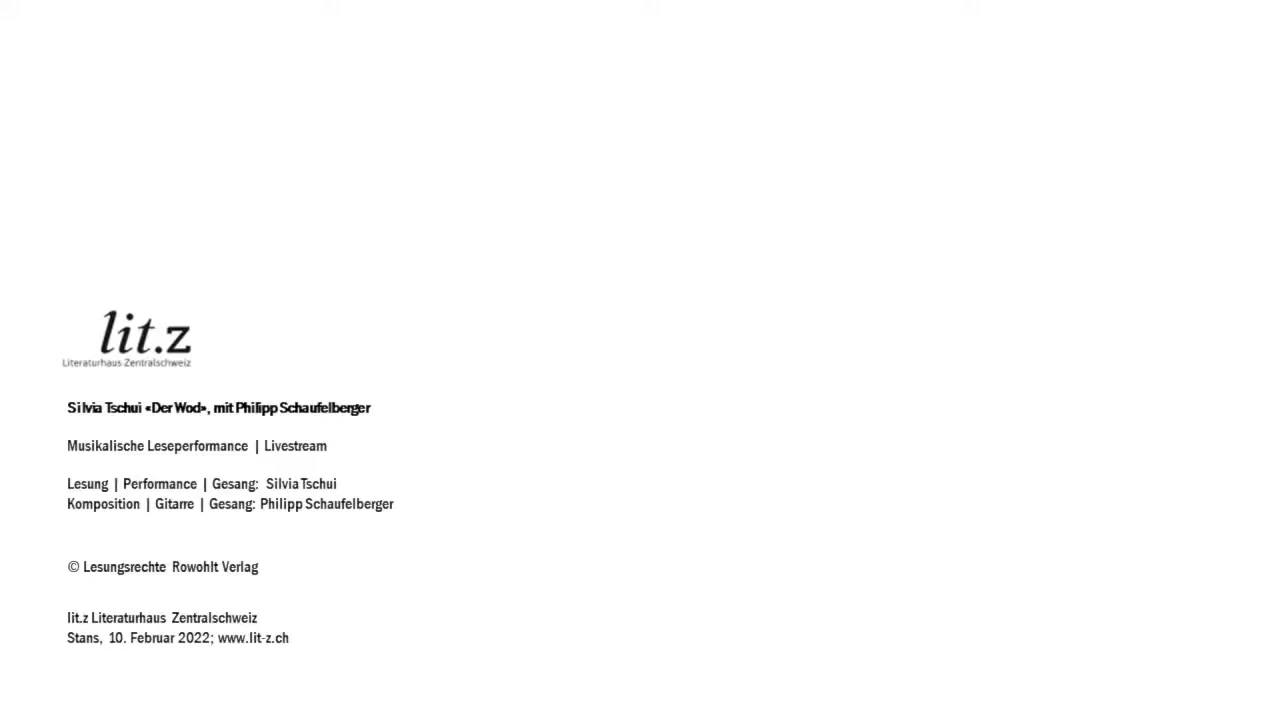 lit.z
Literaturhaus Zentralschweiz
Silvia Tschui «Der Wod», mit Philipp Schaufelberger
Musikalische Leseperformance | Livestream
Lesung | Performance | Gesang: Silvia Tschui
Komposition | Gitarre | Gesang: Philipp Schaufelberger
© Lesungsrechte Rowohlt Verlag
lit.z Literaturhaus Zentralschweiz
Stans, 10. Februar 2022; www.lit-z.ch